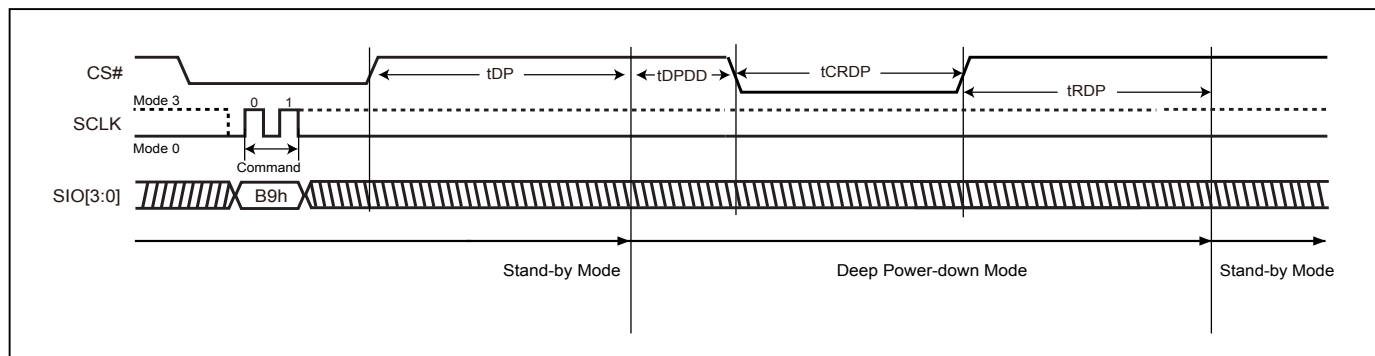 CS#
tDP
tDPDD
tCRDP
tRDP
Mode 3
0 1
SCLK
Mode 0
Command
SIO[3:0]
B9h
Stand-by Mode
Deep Power-down Mode
Stand-by Mode